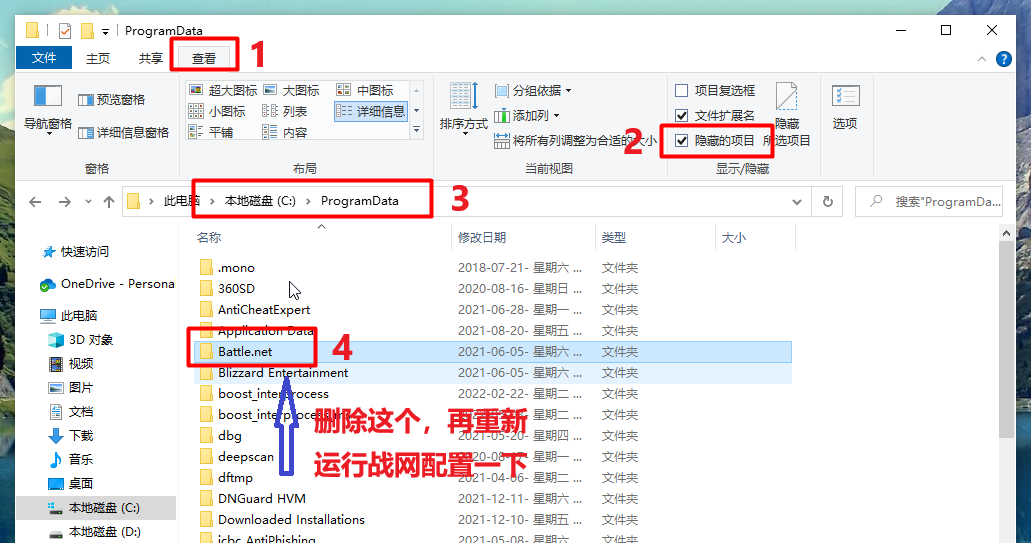 ProgramData
文件
主页
共享
查看
1
导航窗格
预览窗格
详细信息窗格
窗格
超大图标
大图标
中图标
小图标
列表
详细信息
平铺
内容
布局
排序方式
分组依据
添加列
将所有列调整为合适的大小
当前视图
2
项目复选框
文件扩展名
隐藏的项目
隐藏
所选项目
显示/隐藏
选项
此电脑
本地磁盘 (C:)
ProgramData
3
搜索"ProgramDa...
名称
修改日期
类型
大小
快速访问
OneDrive - Persona
此电脑
3D 对象
视频
图片
文档
下载
音乐
桌面
本地磁盘 (C:)
本地磁盘 (D:)
.mono 2018-07-21- 星期六 ... 文件夹
360SD 2020-08-16- 星期日 ... 文件夹
AntiCheatExpert 2021-06-28- 星期一 ... 文件夹
Application Data 2021-08-20- 星期五 ... 文件夹
Battle.net 2021-06-05- 星期六 ... 文件夹
4
Blizzard Entertainment 2021-06-05- 星期六 ... 文件夹
boost_interprocess 2022-02-22- 星期二 ... 文件夹
星期二 ... 文件夹
dbg 2021-05-20- 星期四 ... 文件夹
deepscan 星期一 ... 文件夹
dftmp 2021-04-06- 星期二 ... 文件夹
DNGuard HVM 2021-12-11- 星期六 ... 文件夹
Downloaded Installations 2021-12-10- 星期五 ... 文件夹
icbc AntiPhishing 2021-05-08- 星期六 ... 文件夹
删除这个，再重新
运行战网配置一下